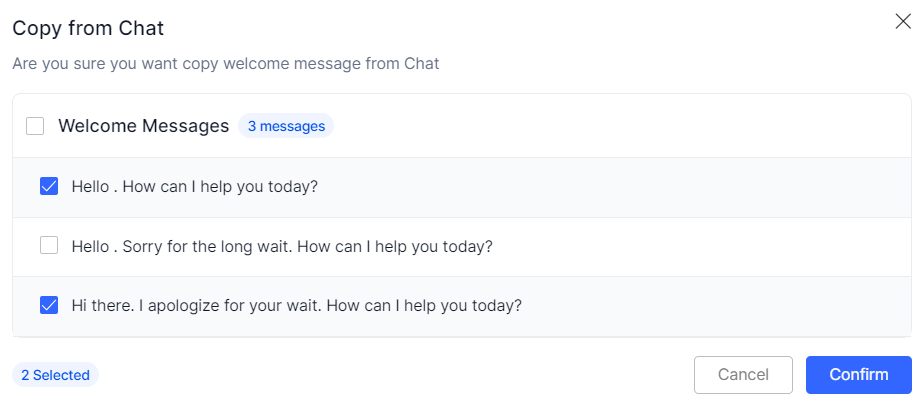 Copy from Chat
Are you sure you want copy welcome message from Chat
Welcome Messages 3 messages
Hello . How can I help you today?
Hello . Sorry for the long wait. How can I help you today?
Hi there. I apologize for your wait. How can I help you today?
2 Selected Cancel Confirm